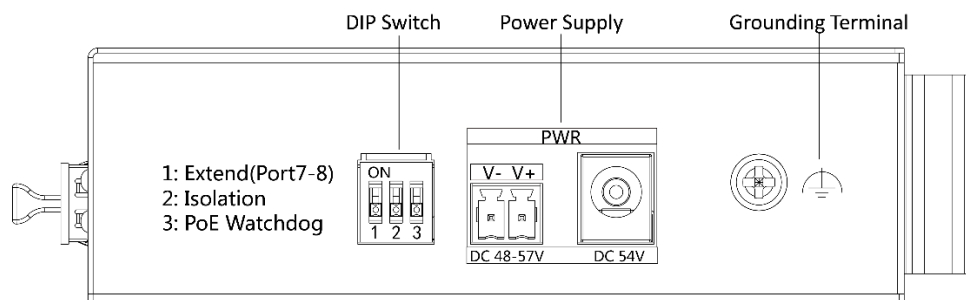 DIP Switch
Power Supply
Grounding Terminal
PWR
1: Extend(Port7-8)
2: Isolation
3: PoE Watchdog
ON
1 2 3
V- V+
DC 48-57V
DC 54V